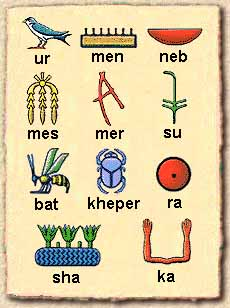 ur men neb
mes mer su
bat kheper ra
sha ka